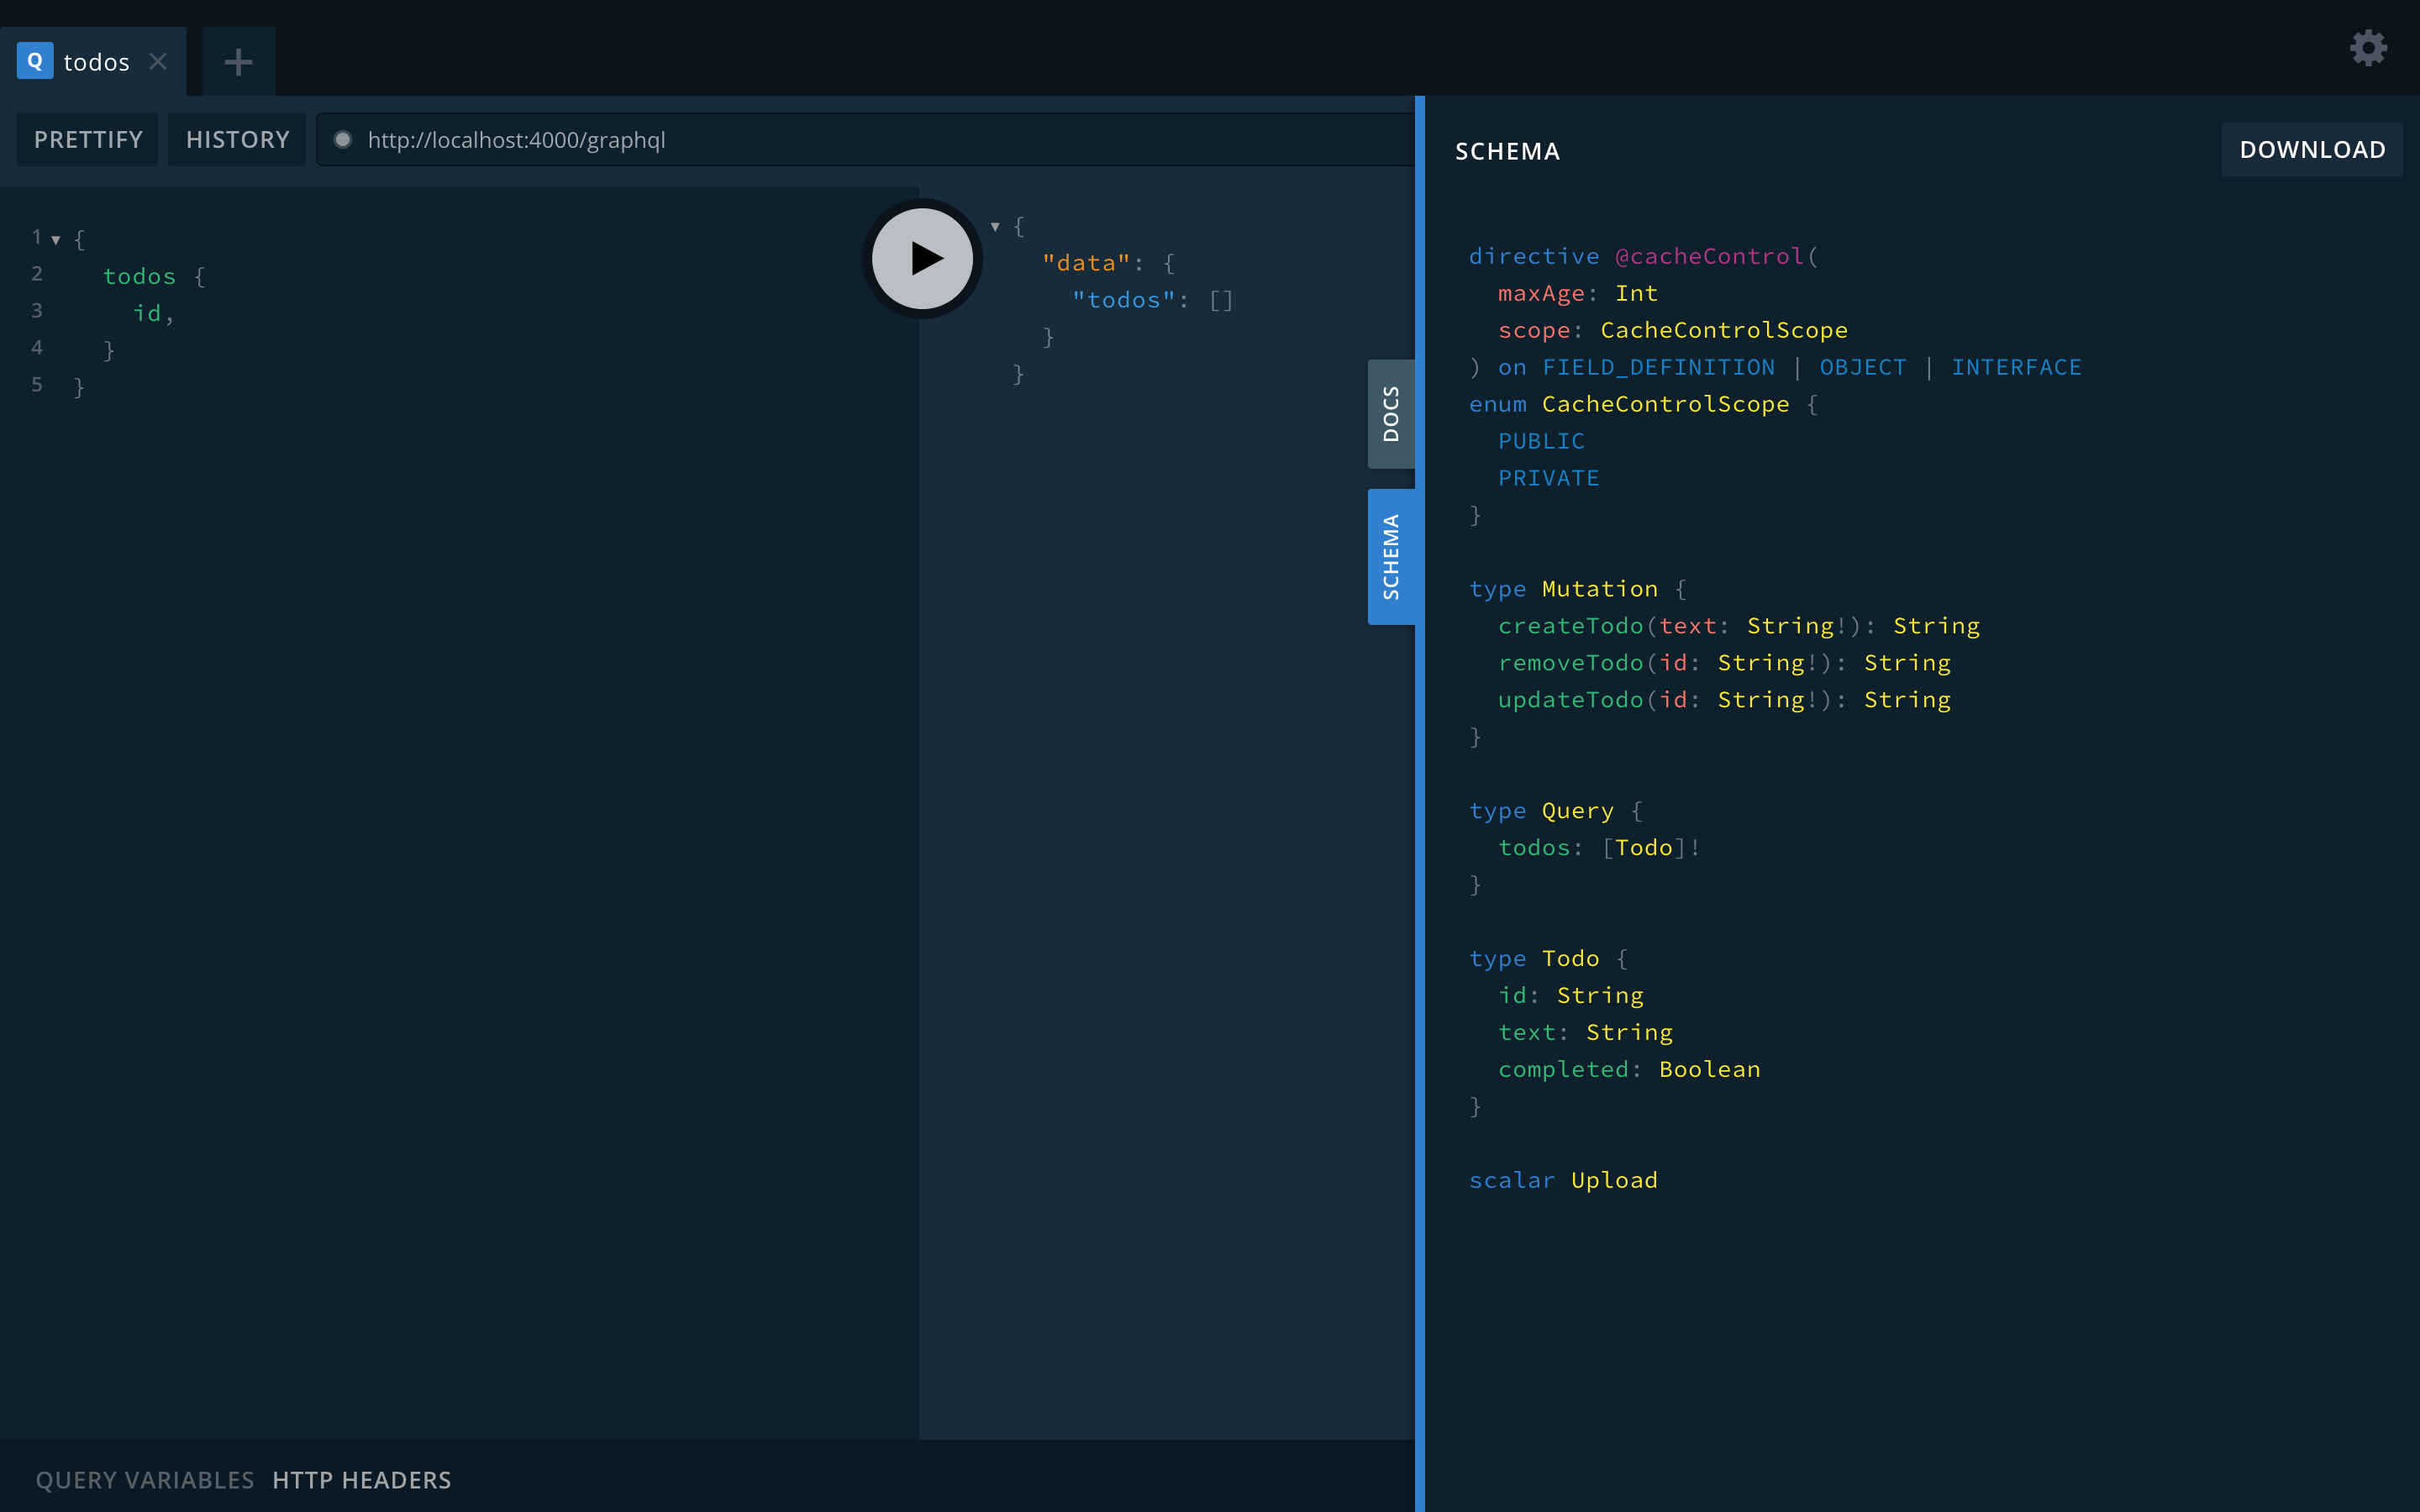 Q todos
PRETTIFY HISTORY http://localhost:4000/graphql
1 {
2 todos {
3 id,
4 }
5 }
{
"data": {
"todos": []
}
}
DOCS
SCHEMA
SCHEMA DOWNLOAD
directive @cacheControl(
maxAge: Int
scope: CacheControlScope
) on FIELD_DEFINITION | OBJECT | INTERFACE
enum CacheControlScope {
PUBLIC
PRIVATE
}
type Mutation {
createTodo(text: String!): String
removeTodo(id: String!): String
updateTodo(id: String!): String
}
type Query {
todos: [Todo]!
}
type Todo {
id: String
text: String
completed: Boolean
}
scalar Upload
QUERY VARIABLES HTTP HEADERS